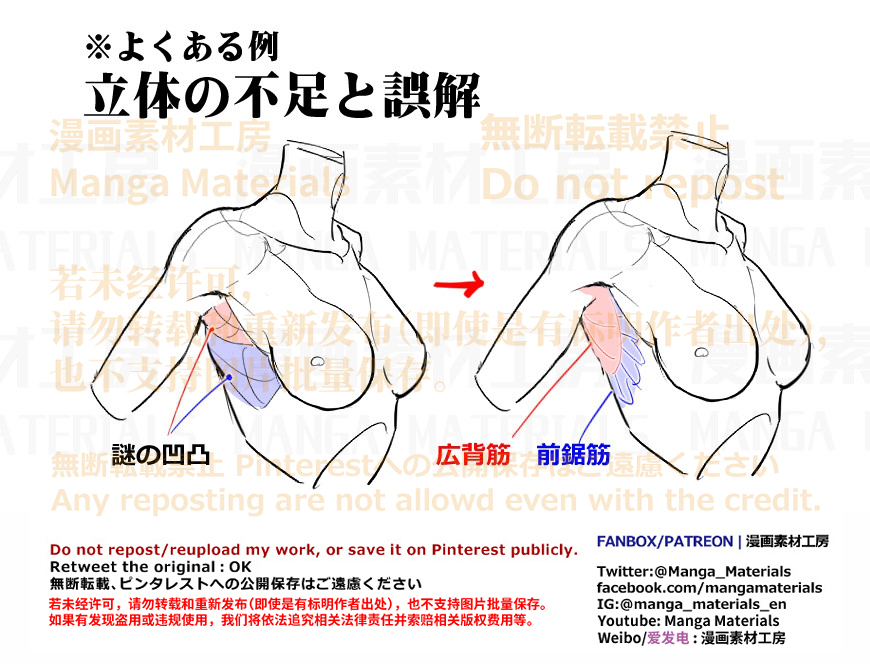 ※よくある例
立体の不足と誤解
漫画素材工房
無断転載禁止
Manga Materials
Do not repost
若未经许可,
请勿转载和重新发布(即使是有标明作者出处),
也不支持图片批量保存。
謎の凹凸
広背筋
前鋸筋
無断転載禁止 Pinterestへの公開保存はご遠慮ください
Any reposting are not allowd even with the credit.
Do not repost/reupload my work, or save it on Pinterest publicly.
Retweet the original : OK
無断転載、ピンタレストへの公開保存はご遠慮ください
若未经许可，请勿转载和重新发布(即使是有标明作者出处)，也不支持图片批量保存。
如果有发现盗用或违规使用，我们将依法追究相关法律责任并索赔相关版权费用等。
FANBOX/PATREON | 漫画素材工房
Twitter:@Manga_Materials
facebook.com/mangamaterials
IG:@manga_materials_en
Youtube: Manga Materials
Weibo/爱发电 : 漫画素材工房